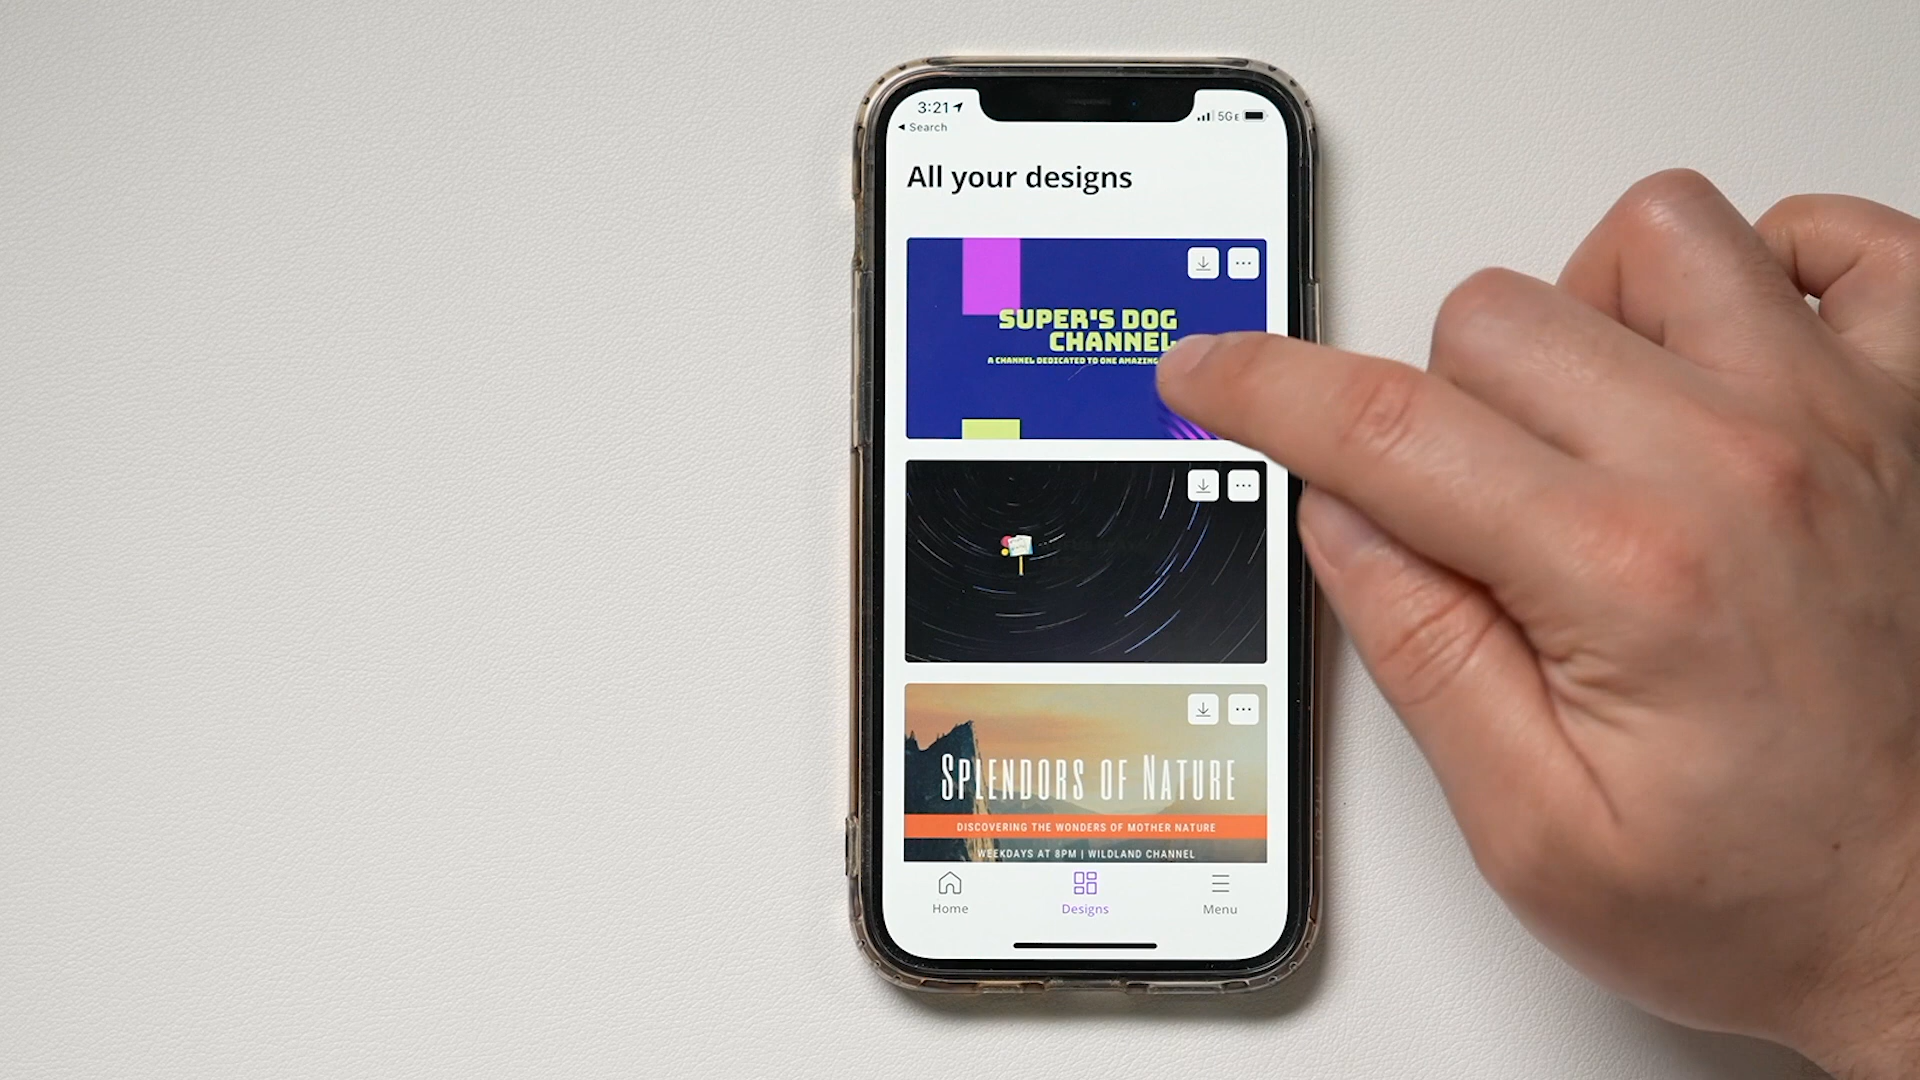 3:21
5GE
Search
All your designs
SUPER'S DOG
CHANNEL
A CHANNEL DEDICATED TO ONE AMAZING
SPLENDORS OF NATURE
DISCOVERING THE WONDERS OF MOTHER NATURE
WEEKDAYS AT 8PM | WILDLAND CHANNEL
Home
Designs
Menu